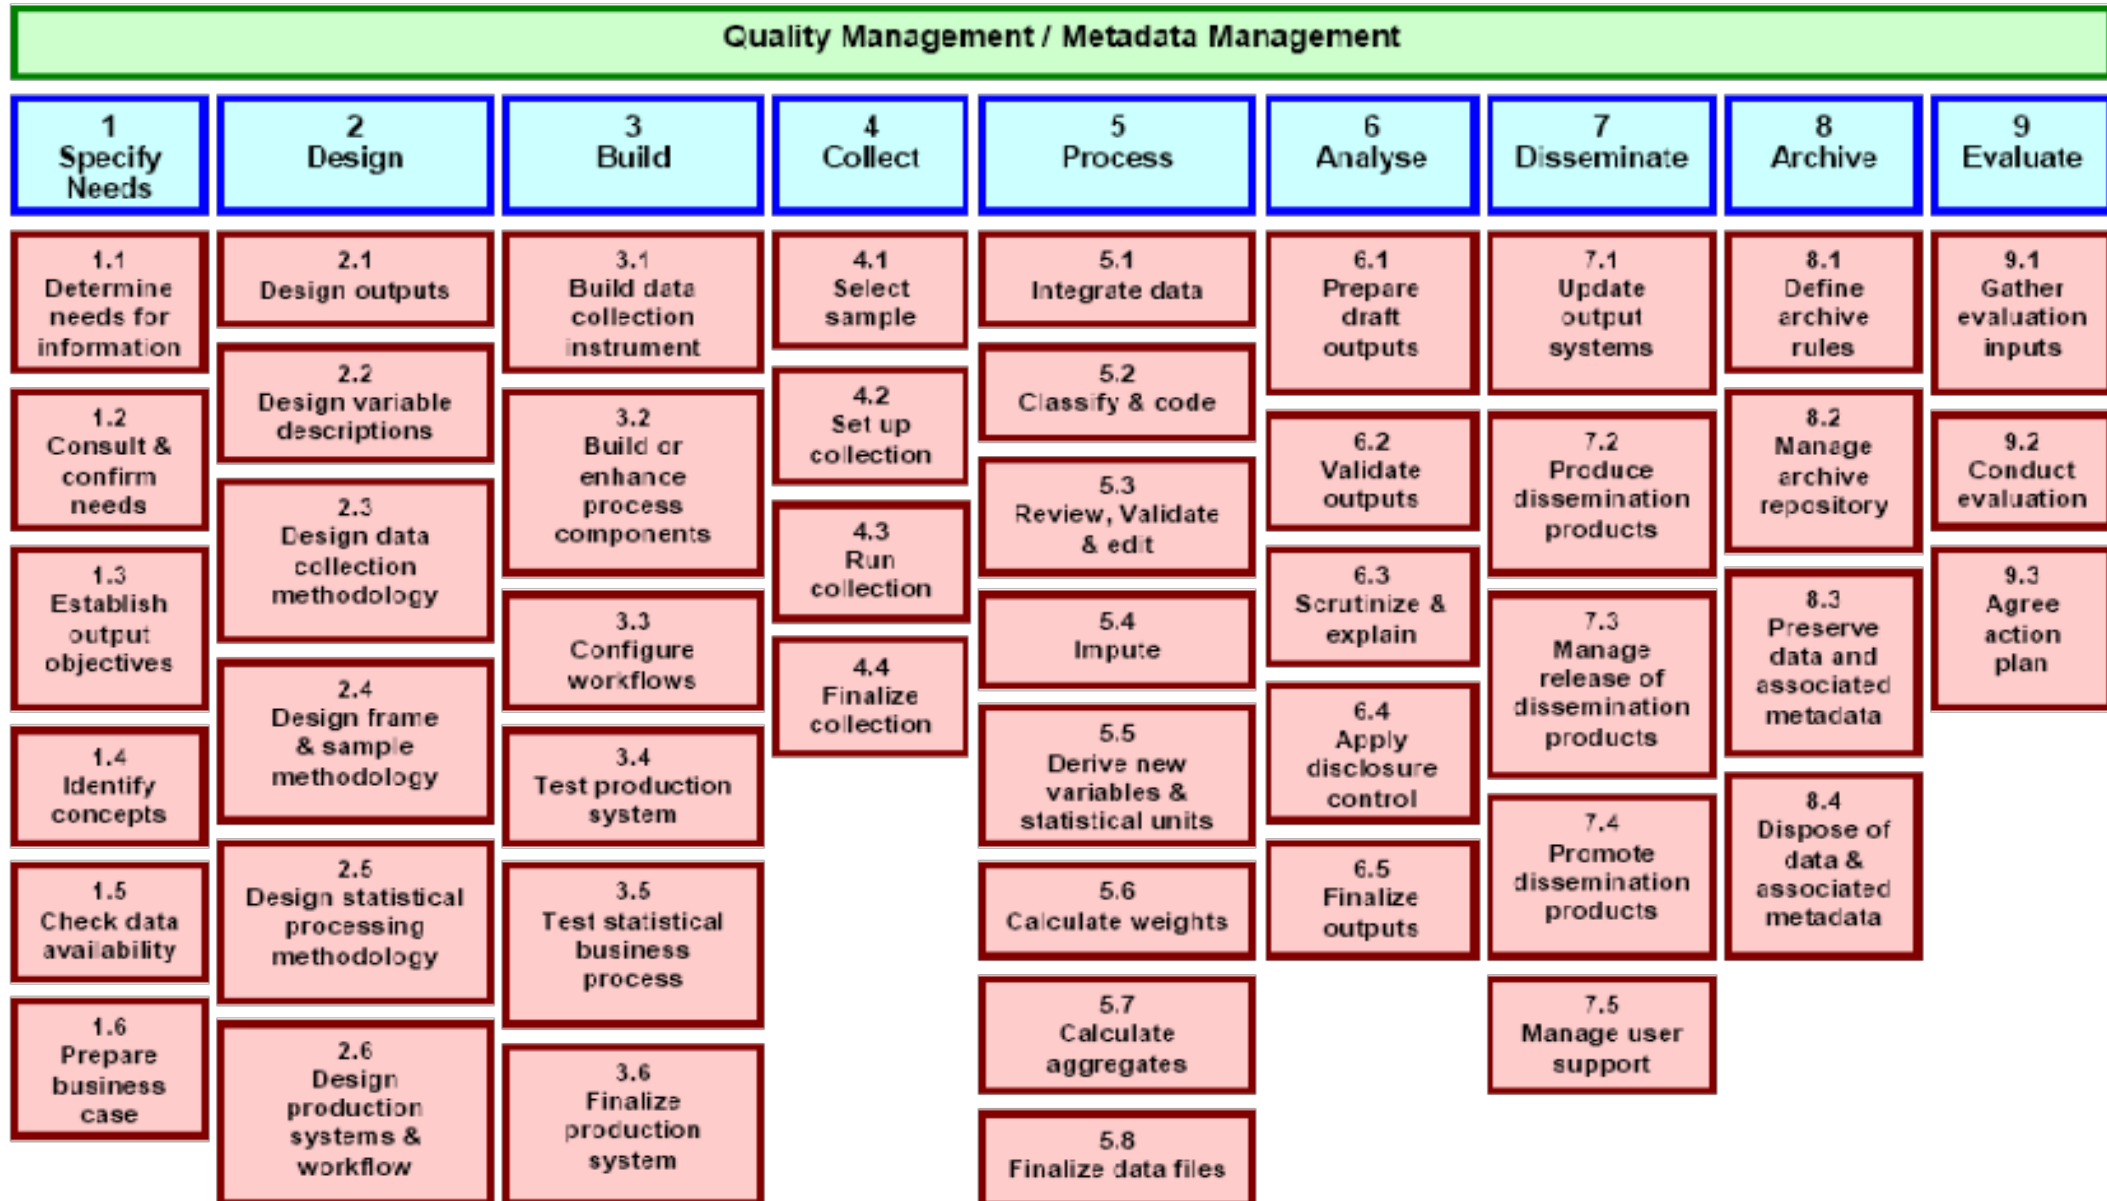 Quality Management / Metadata Management
1
Specify
Needs
2
Design
3
Build
4
Collect
5
Process
6
Analyse
7
Disseminate
8
Archive
9
Evaluate
1.1
Determine
needs for
information
1.2
Consult &
confirm
needs
1.3
Establish
output
objectives
1.4
Identify
concepts
1.5
Check data
availability
1.6
Prepare
business
case
2.1
Design outputs
2.2
Design variable
descriptions
2.3
Design data
collection
methodology
2.4
Design frame
& sample
methodology
2.5
Design statistical
processing
methodology
2.6
Design
production
systems &
workflow
3.1
Build data
collection
instrument
3.2
Build or
enhance
process
components
3.3
Configure
workflows
3.4
Test production
system
3.5
Test statistical
business
process
3.6
Finalize
production
system
4.1
Select
sample
4.2
Set up
collection
4.3
Run
collection
4.4
Finalize
collection
5.1
Integrate data
5.2
Classify & code
5.3
Review, Validate
& edit
5.4
Impute
5.5
Derive new
variables &
statistical units
5.6
Calculate weights
5.7
Calculate
aggregates
5.8
Finalize data files
6.1
Prepare
draft
outputs
6.2
Validate
outputs
6.3
Scrutinize &
explain
6.4
Apply
disclosure
control
6.5
Finalize
outputs
7.1
Update
output
systems
7.2
Produce
dissemination
products
7.3
Manage
release of
dissemination
products
7.4
Promote
dissemination
products
7.5
Manage user
support
8.1
Define
archive
rules
8.2
Manage
archive
repository
8.3
Preserve
data and
associated
metadata
8.4
Dispose of
data &
associated
metadata
9.1
Gather
evaluation
inputs
9.2
Conduct
evaluation
9.3
Agree
action
plan